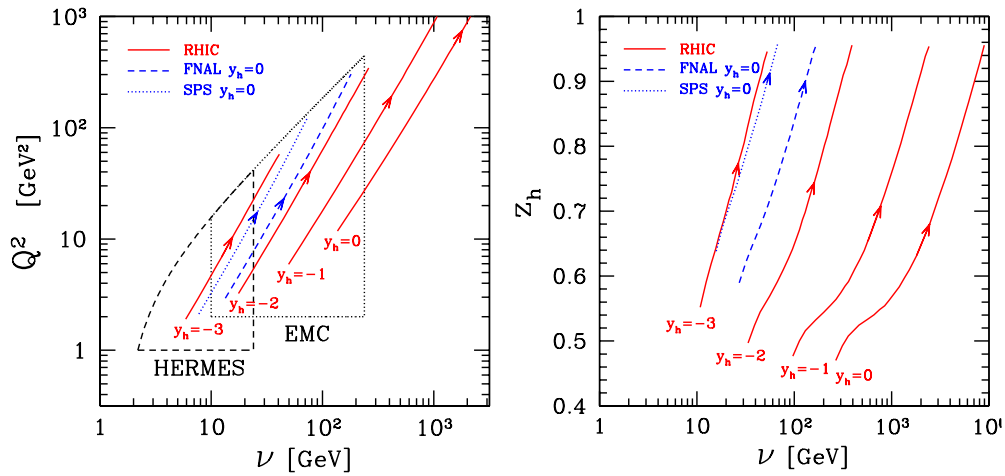 10³
10²
10
1
Q² [GeV²]
RHIC
FNAL y_h=0
SPS y_h=0
y_h=0
y_h=−1
y_h=−2
y_h=−3
EMC
HERMES
1
10
10²
10³
ν [GeV]
1
0.9
0.8
0.7
0.6
0.5
0.4
z_h
RHIC
FNAL y_h=0
SPS y_h=0
y_h=−3
y_h=−2
y_h=−1
y_h=0
1
10
10²
10³
10
ν [GeV]